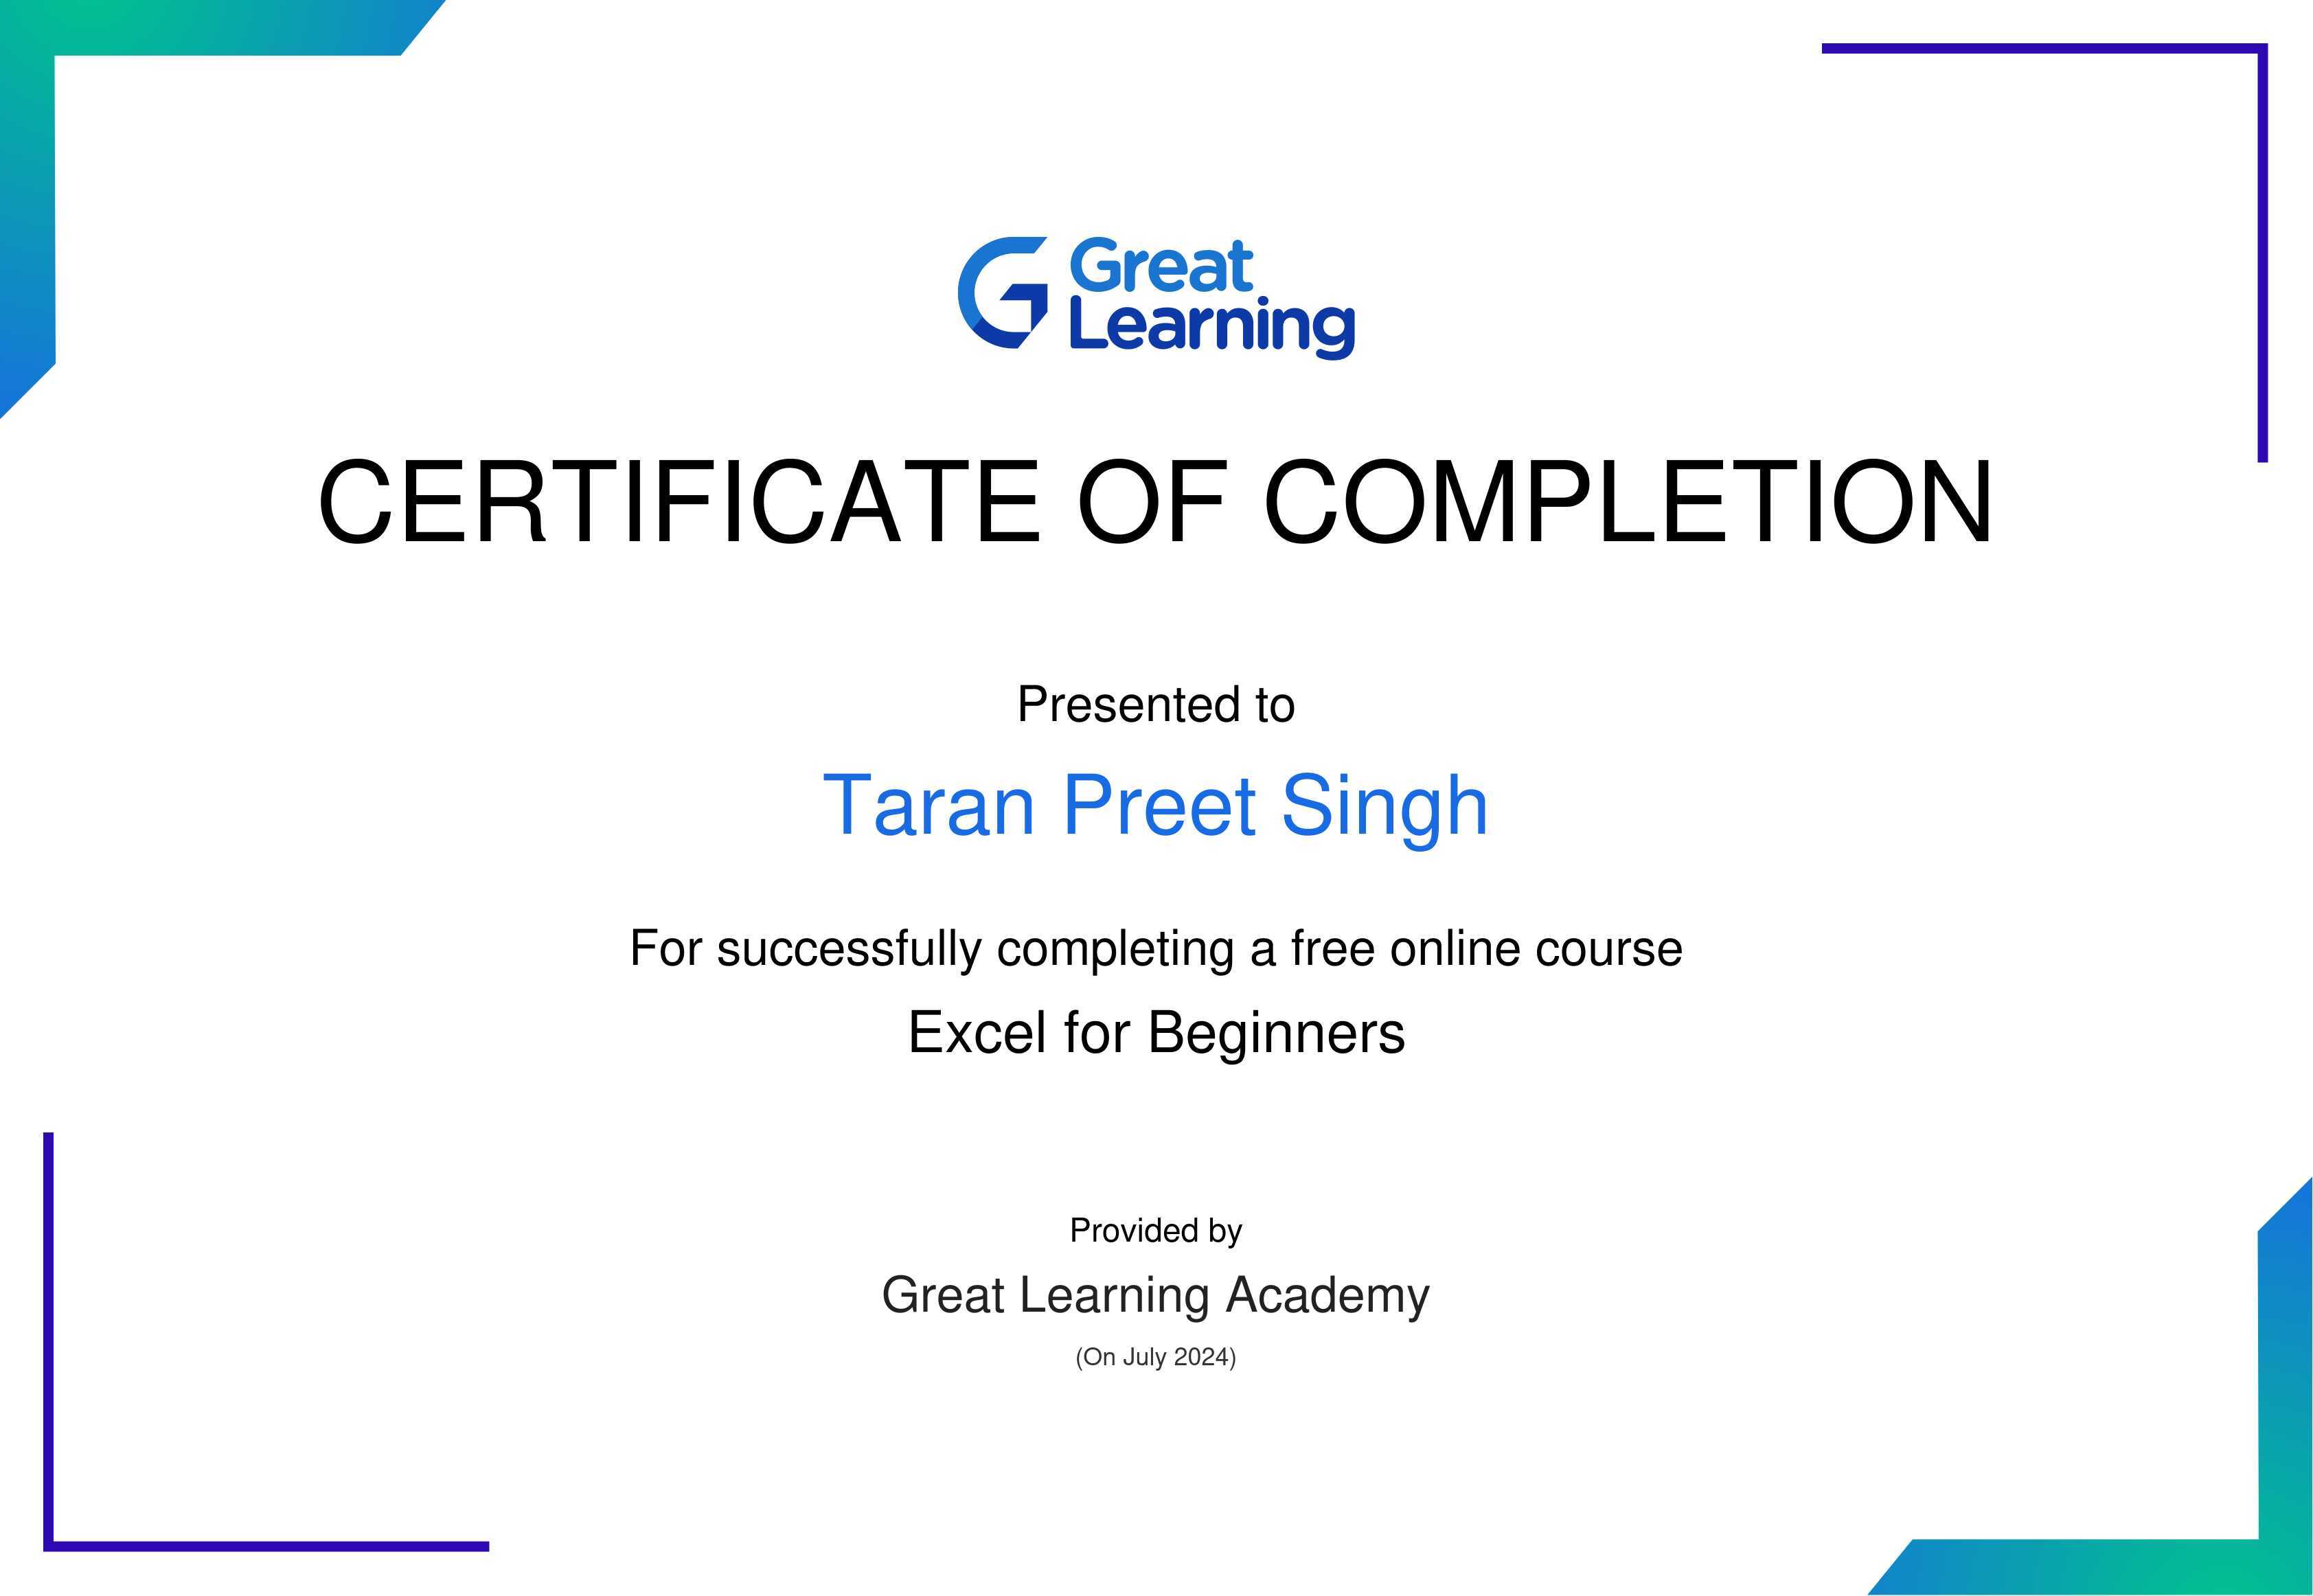 Great
Learning
CERTIFICATE OF COMPLETION
Presented to
Taran Preet Singh
For successfully completing a free online course
Excel for Beginners
Provided by
Great Learning Academy
(On July 2024)